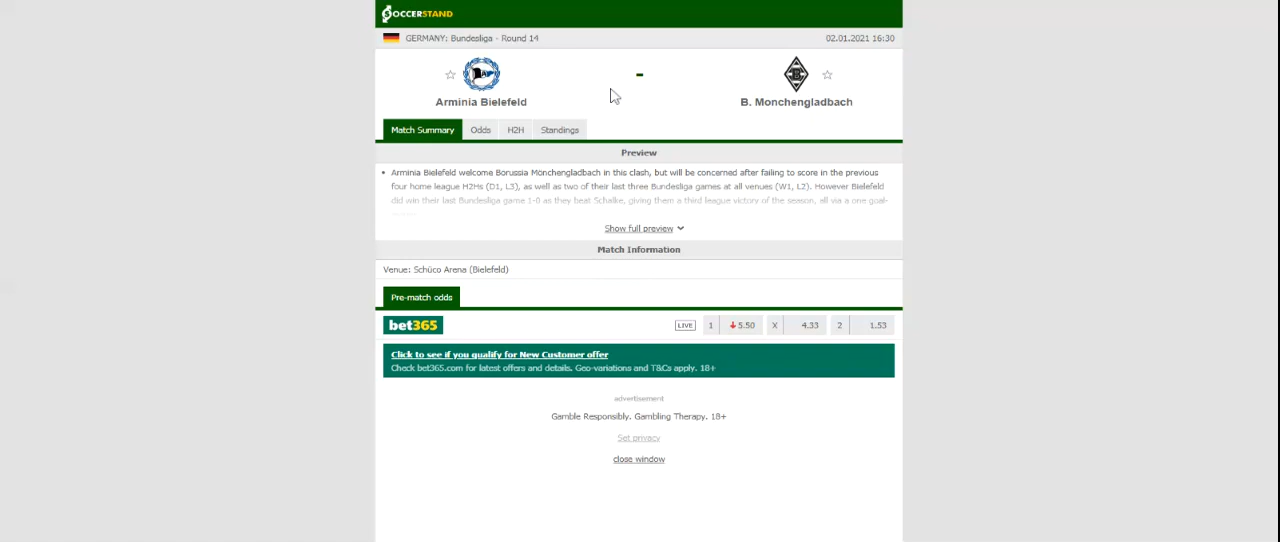 SOCCERSTAND
GERMANY: Bundesliga - Round 14
02.01.2021 16:30
-
Arminia Bielefeld
B. Monchengladbach
Match Summary
Odds
H2H
Standings
Preview
• Arminia Bielefeld welcome Borussia Mönchengladbach in this clash, but will be concerned after failing to score in the previous
four home league H2Hs (D1, L3), as well as two of their last three Bundesliga games at all venues (W1, L2). However Bielefeld
did win their last Bundesliga game 1-0 as they beat Schalke, giving them a third league victory of the season, all via a one goal-
Show full preview
Match Information
Venue: Schüco Arena (Bielefeld)
Pre-match odds
bet365
LIVE
1 5.50
X 4.33
2 1.53
Click to see if you qualify for New Customer offer
Check bet365.com for latest offers and details. Geo-variations and T&Cs apply. 18+
advertisement
Gamble Responsibly. Gambling Therapy. 18+
Set privacy
close window